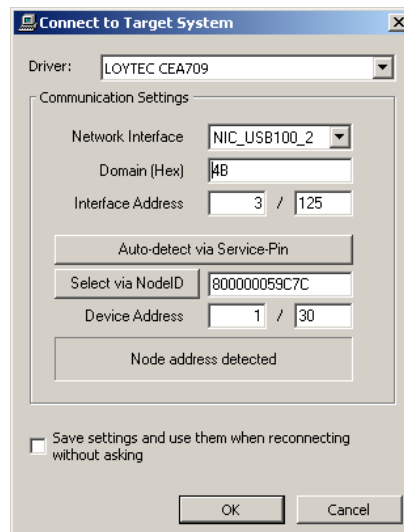 Connect to Target System
Driver: LOYTEC CEA709
Communication Settings
Network Interface NIC_USB100_2
Domain (Hex) 4B
Interface Address 3 / 125
Auto-detect via Service-Pin
Select via NodeID 800000059C7C
Device Address 1 / 30
Node address detected
Save settings and use them when reconnecting
without asking
OK Cancel